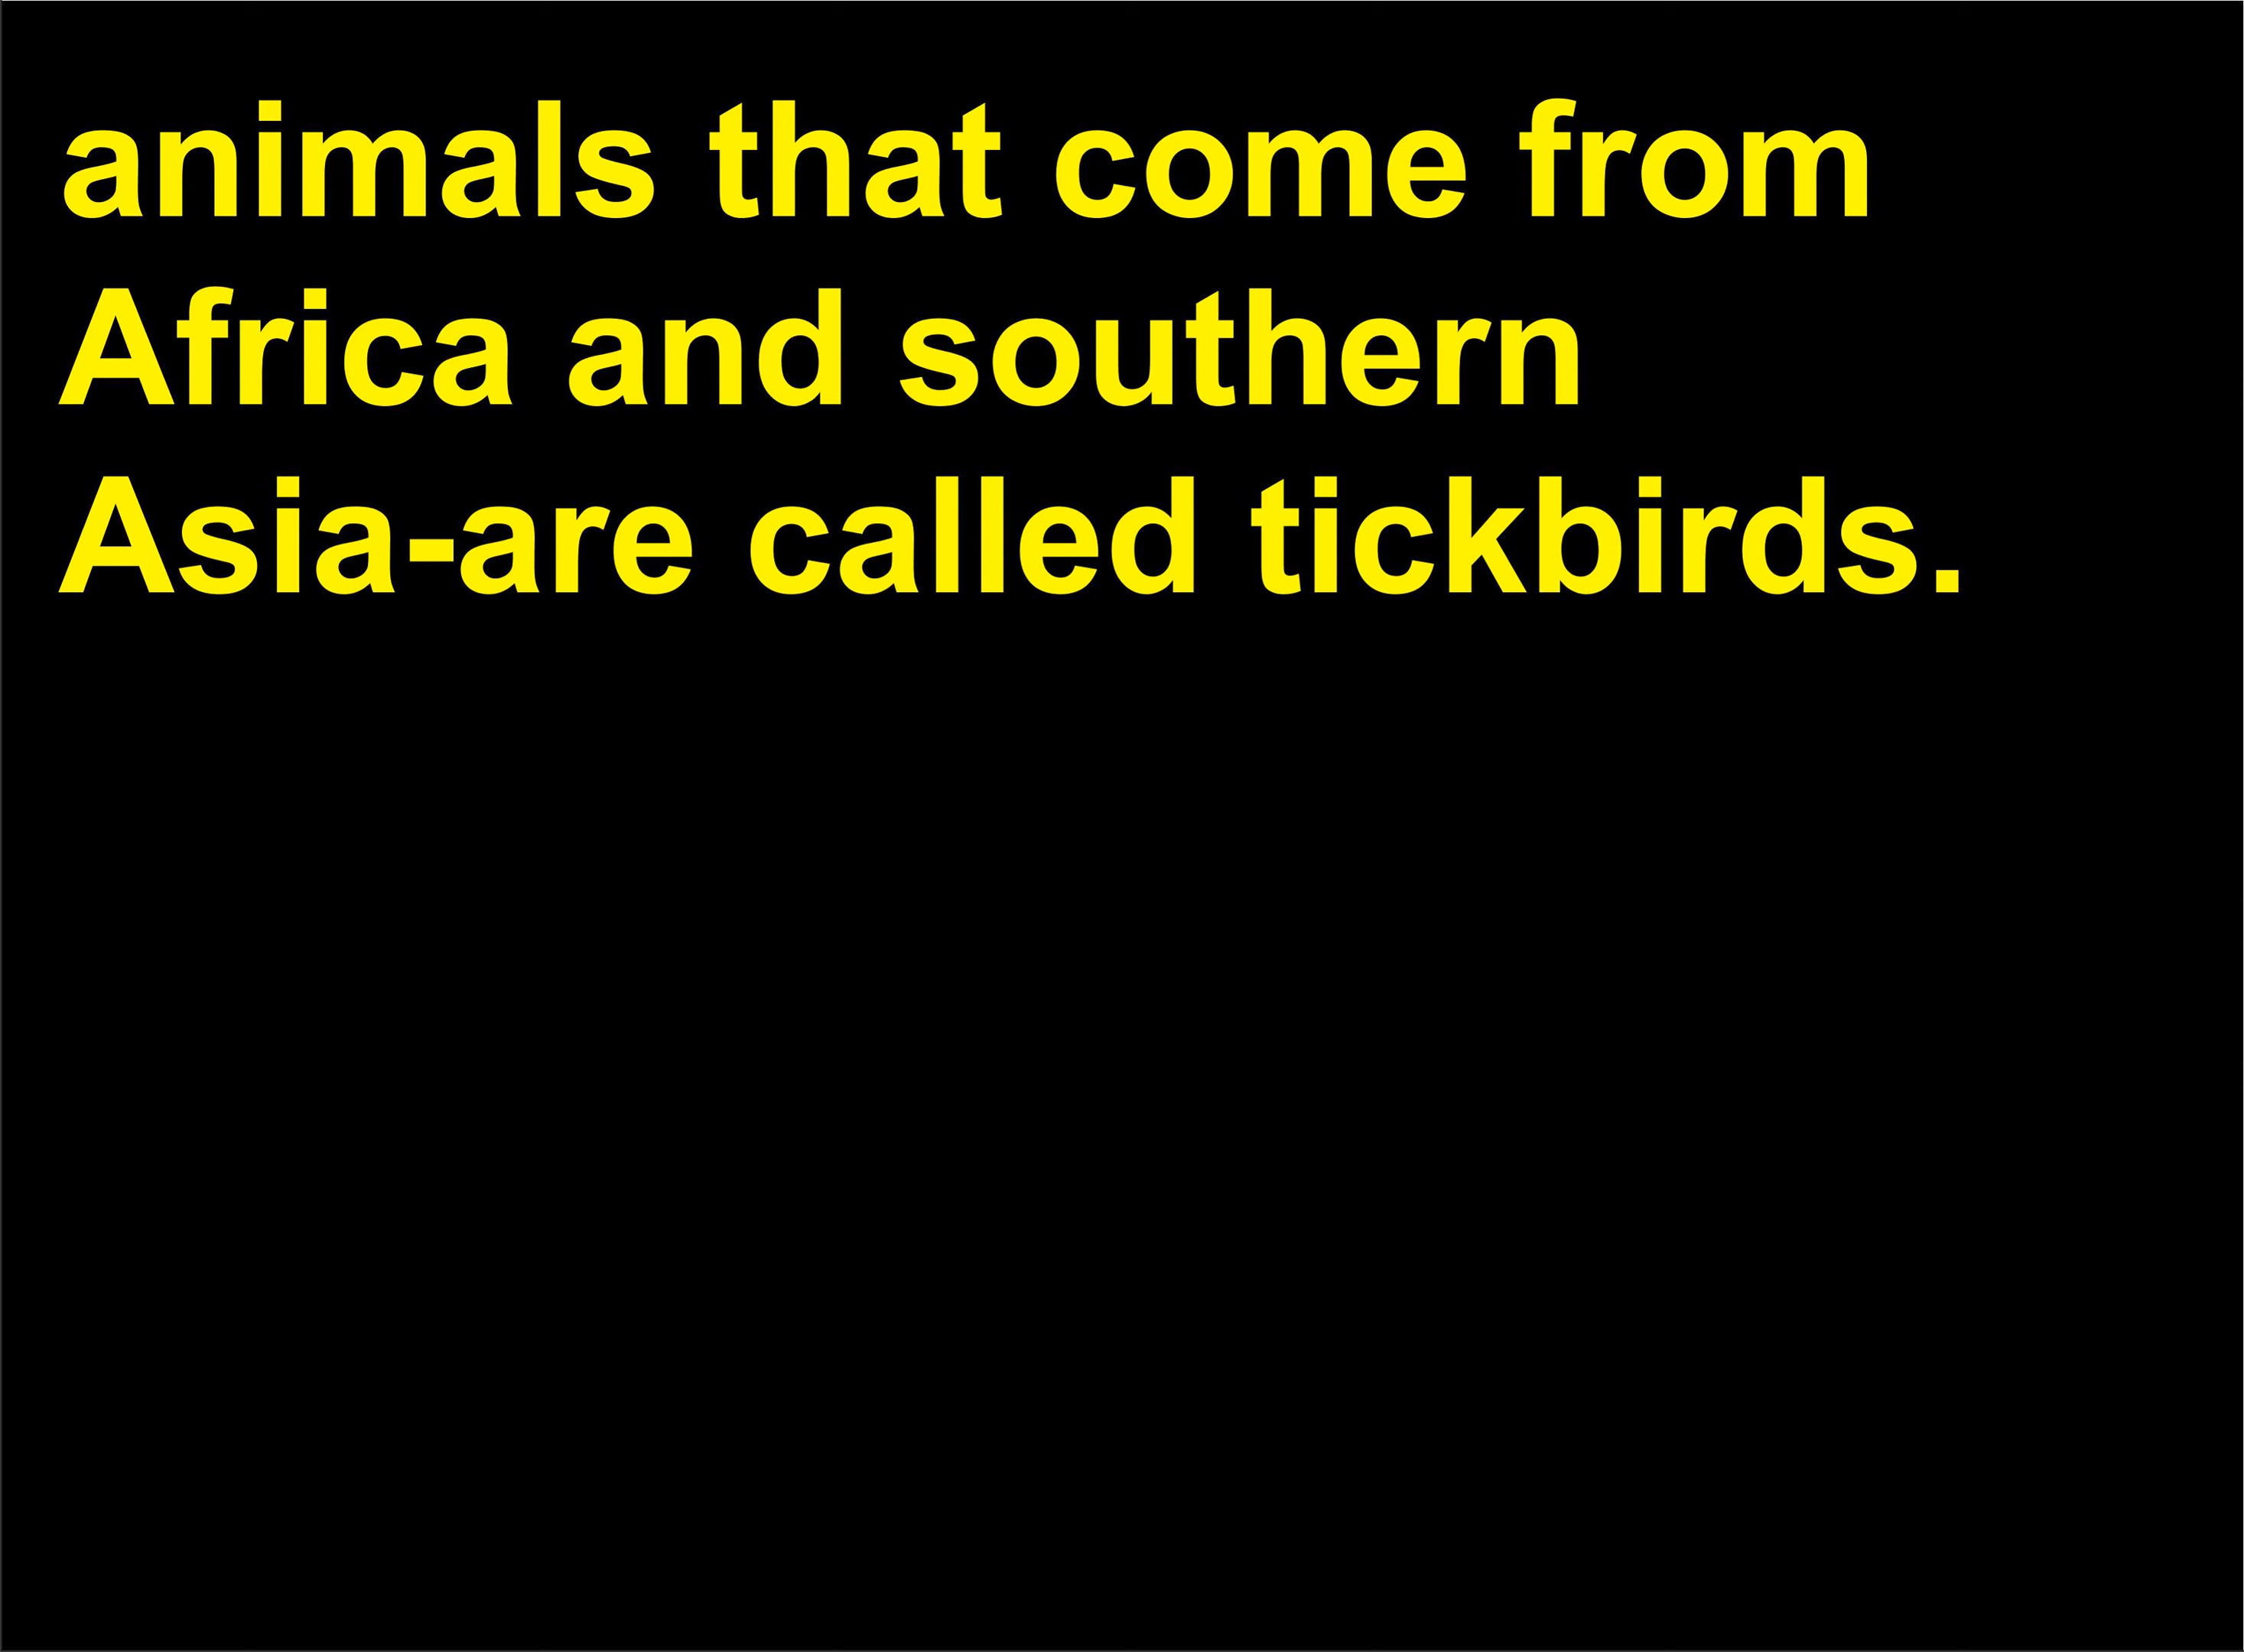 animals that come from
Africa and southern
Asia-are called tickbirds.